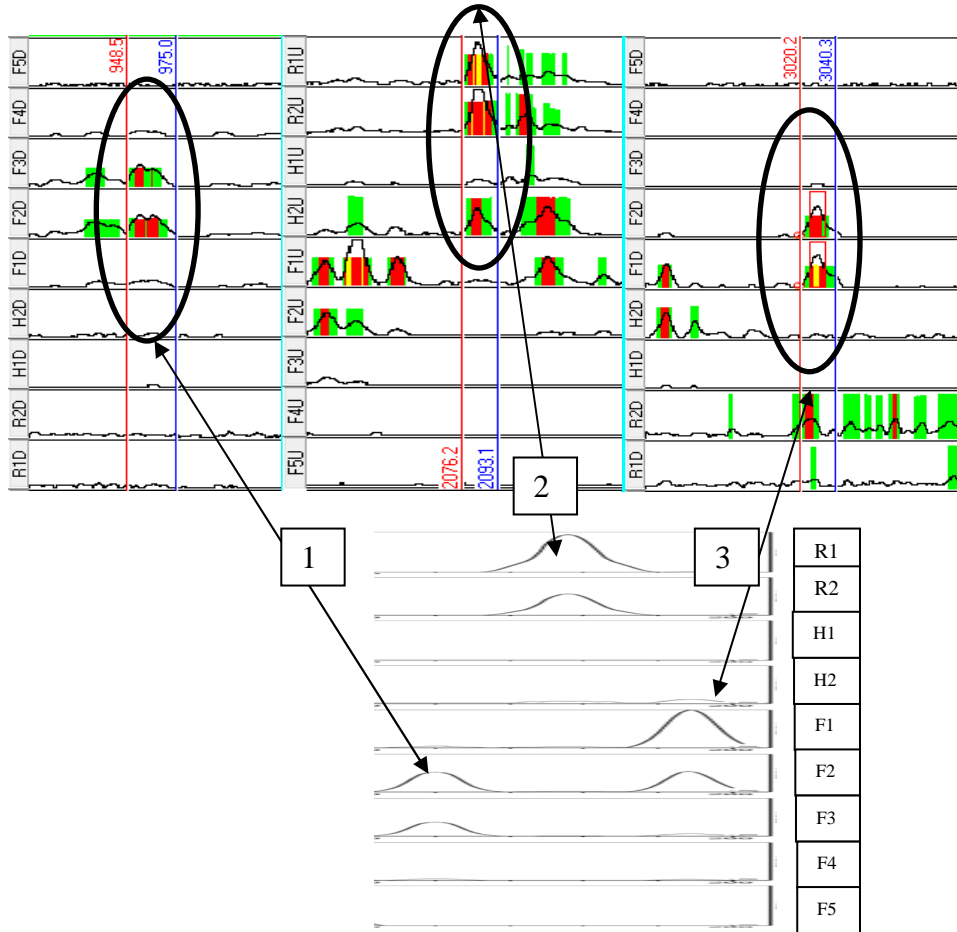 F5D
F4D
F3D
F2D
F1D
H2D
H1D
R2D
R1D
948.5
975.0
R1U
R2U
H1U
H2U
F1U
F2U
F3U
F4U
F5U
2076.2
2093.1
F5D
F4D
F3D
F2D
F1D
H2D
H1D
R2D
R1D
3020.2
3040.3
1
2
3
R1
R2
H1
H2
F1
F2
F3
F4
F5